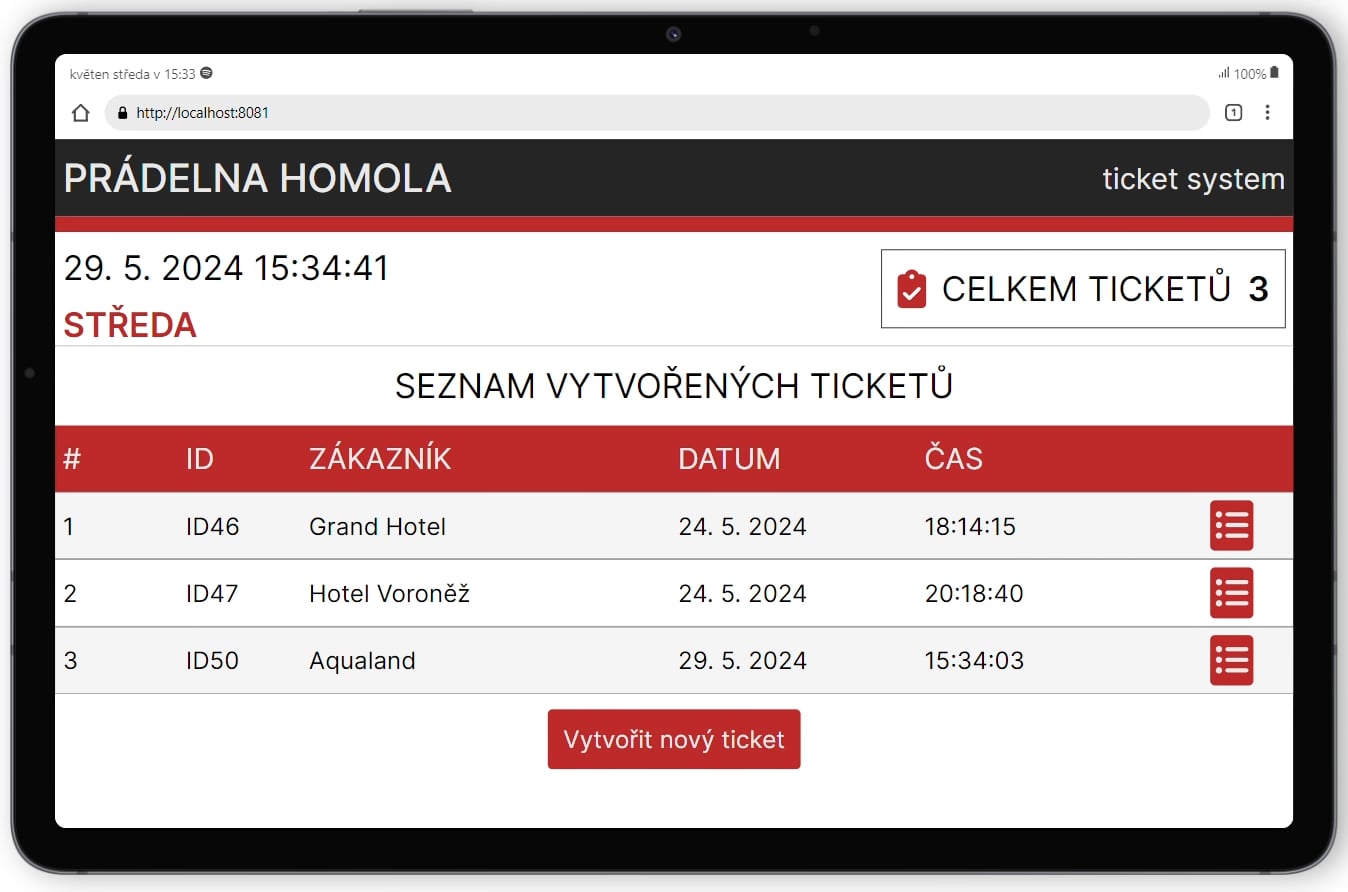 květen středa v 15:33
100%
http://localhost:8081
1
PRÁDELNA HOMOLA
ticket system
29. 5. 2024 15:34:41
STŘEDA
CELKEM TICKETŮ 3
SEZNAM VYTVOŘENÝCH TICKETŮ
# ID ZÁKAZNÍK DATUM ČAS
1 ID46 Grand Hotel 24. 5. 2024 18:14:15
2 ID47 Hotel Voroněž 24. 5. 2024 20:18:40
3 ID50 Aqualand 29. 5. 2024 15:34:03
Vytvořit nový ticket